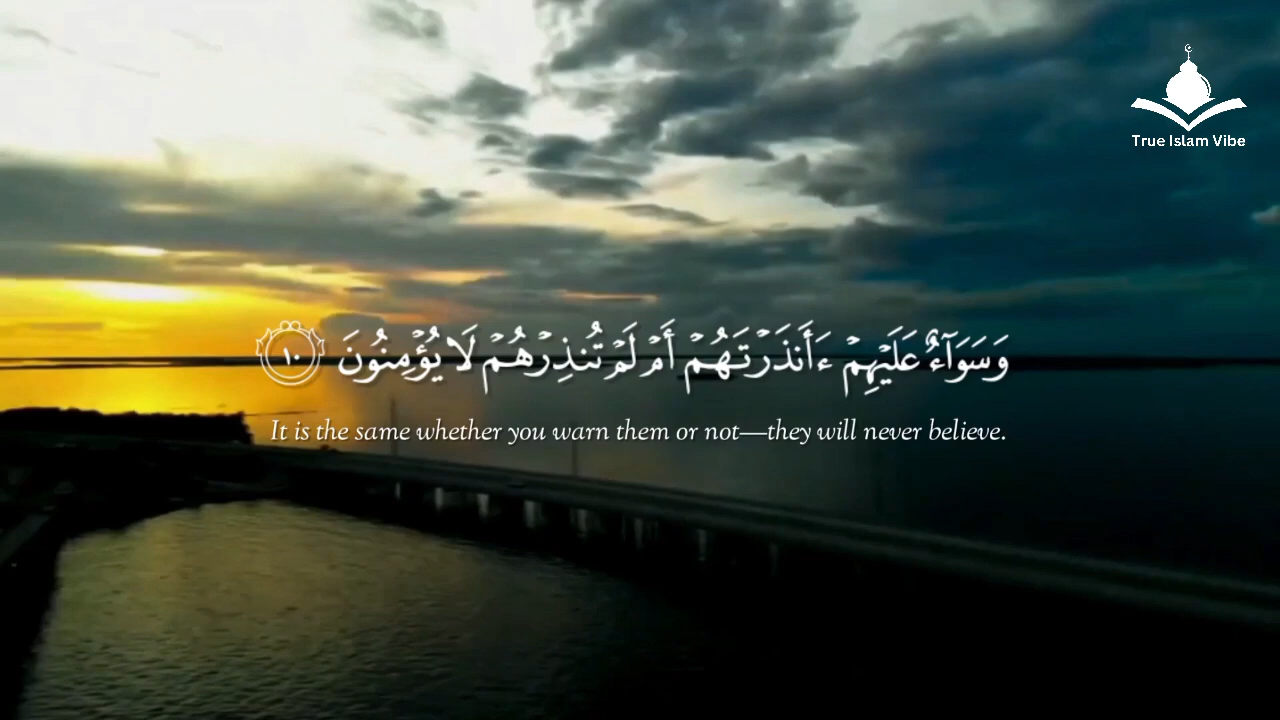 True Islam Vibe
وَسَوَآءٌ عَلَيْهِمْ ءَأَنذَرْتَهُمْ أَمْ لَمْ تُنذِرْهُمْ لَا يُؤْمِنُونَ ١٠
It is the same whether you warn them or not—they will never believe.